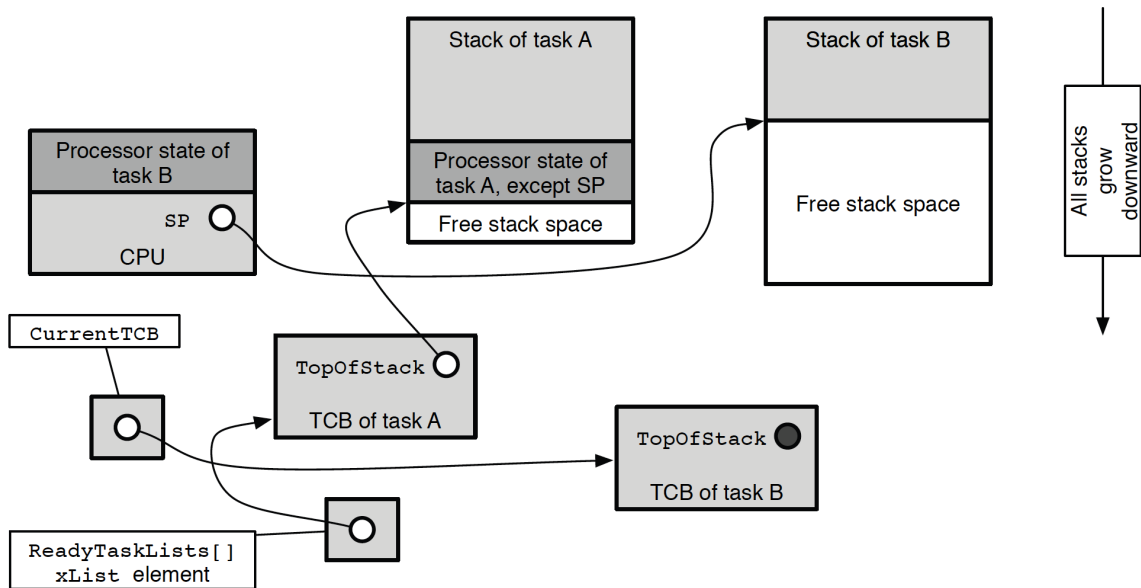 Stack of task A
Stack of task B
Processor state of
task B
SP
CPU
Processor state of
task A, except SP
Free stack space
Free stack space
All stacks
grow
downward
CurrentTCB
TopOfStack
TCB of task A
TopOfStack
TCB of task B
ReadyTaskLists[]
xList element